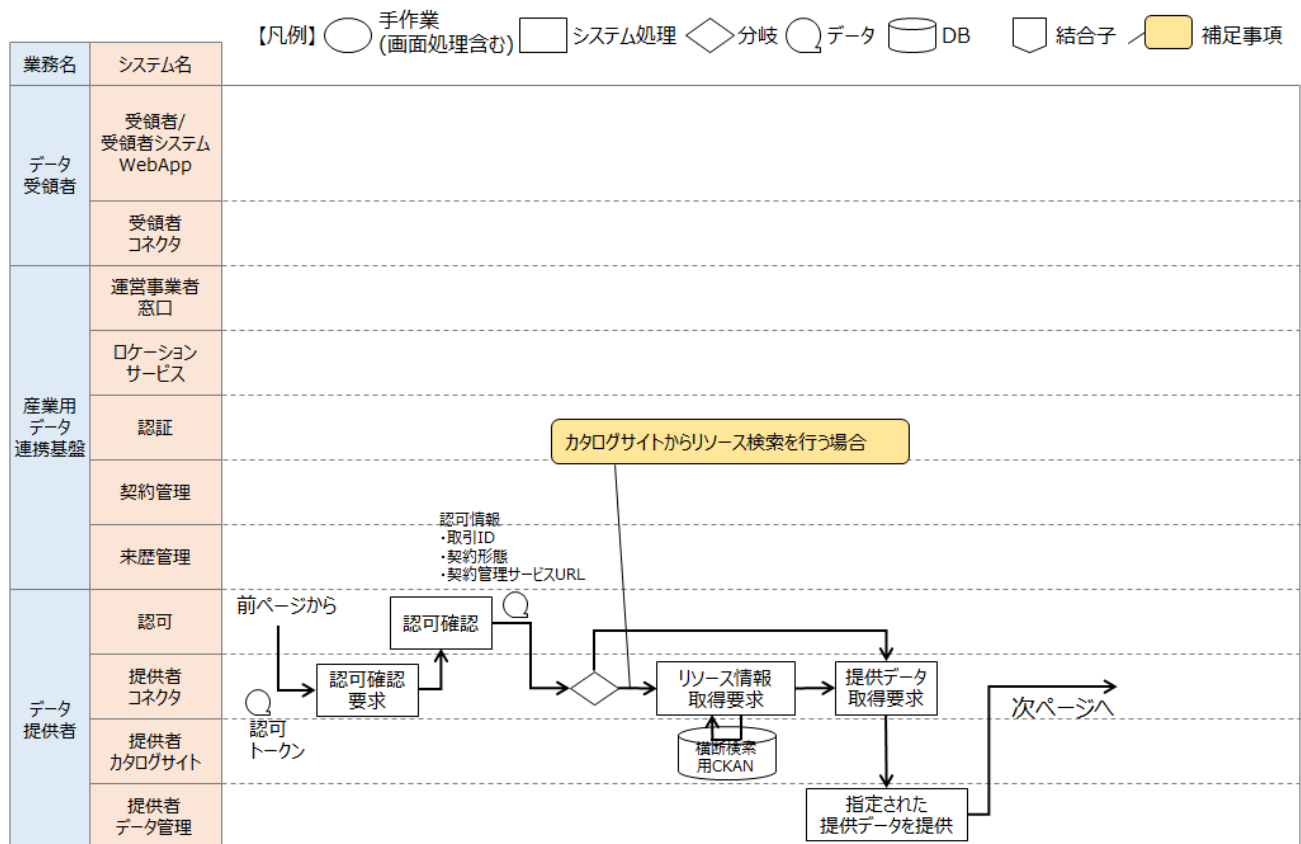 【凡例】
手作業
(画面処理含む)
システム処理
分岐
データ
DB
結合子
補足事項
業務名
システム名
データ
受領者
受領者/
受領者システム
WebApp
受領者
コネクタ
産業用
データ
連携基盤
運営事業者
窓口
ロケーション
サービス
認証
カタログサイトからリソース検索を行う場合
契約管理
来歴管理
認可情報
・取引ID
・契約形態
・契約管理サービスURL
データ
提供者
認可
前ページから
認可確認
提供者
コネクタ
認可確認
要求
リソース情報
取得要求
提供データ
取得要求
次ページへ
認可
トークン
提供者
カタログサイト
横断検索
用CKAN
提供者
データ管理
指定された
提供データを提供